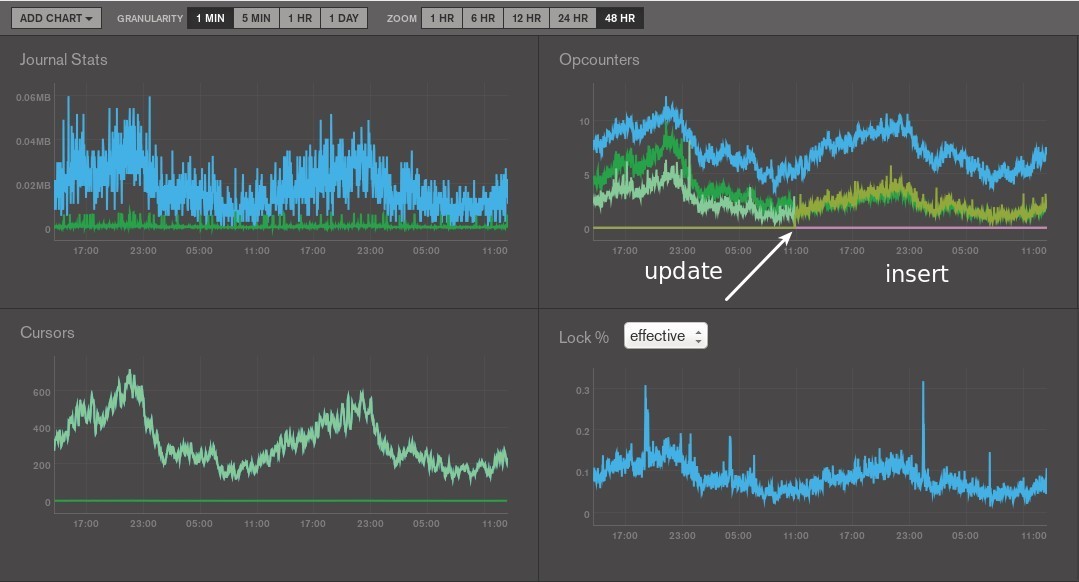 ADD CHART GRANULARITY 1 MIN 5 MIN 1 HR 1 DAY ZOOM 1 HR 6 HR 12 HR 24 HR 48 HR
Journal Stats
0.06MB
0.04MB
0.02MB
0
17:00 23:00 05:00 11:00 17:00 23:00 05:00 11:00
Opcounters
10
5
0
17:00 23:00 05:00 11:00 17:00 23:00 05:00 11:00
update
insert
Cursors
600
400
200
0
17:00 23:00 05:00 11:00 17:00 23:00 05:00 11:00
Lock % effective
0.3
0.2
0.1
0
17:00 23:00 05:00 11:00 17:00 23:00 05:00 11:00